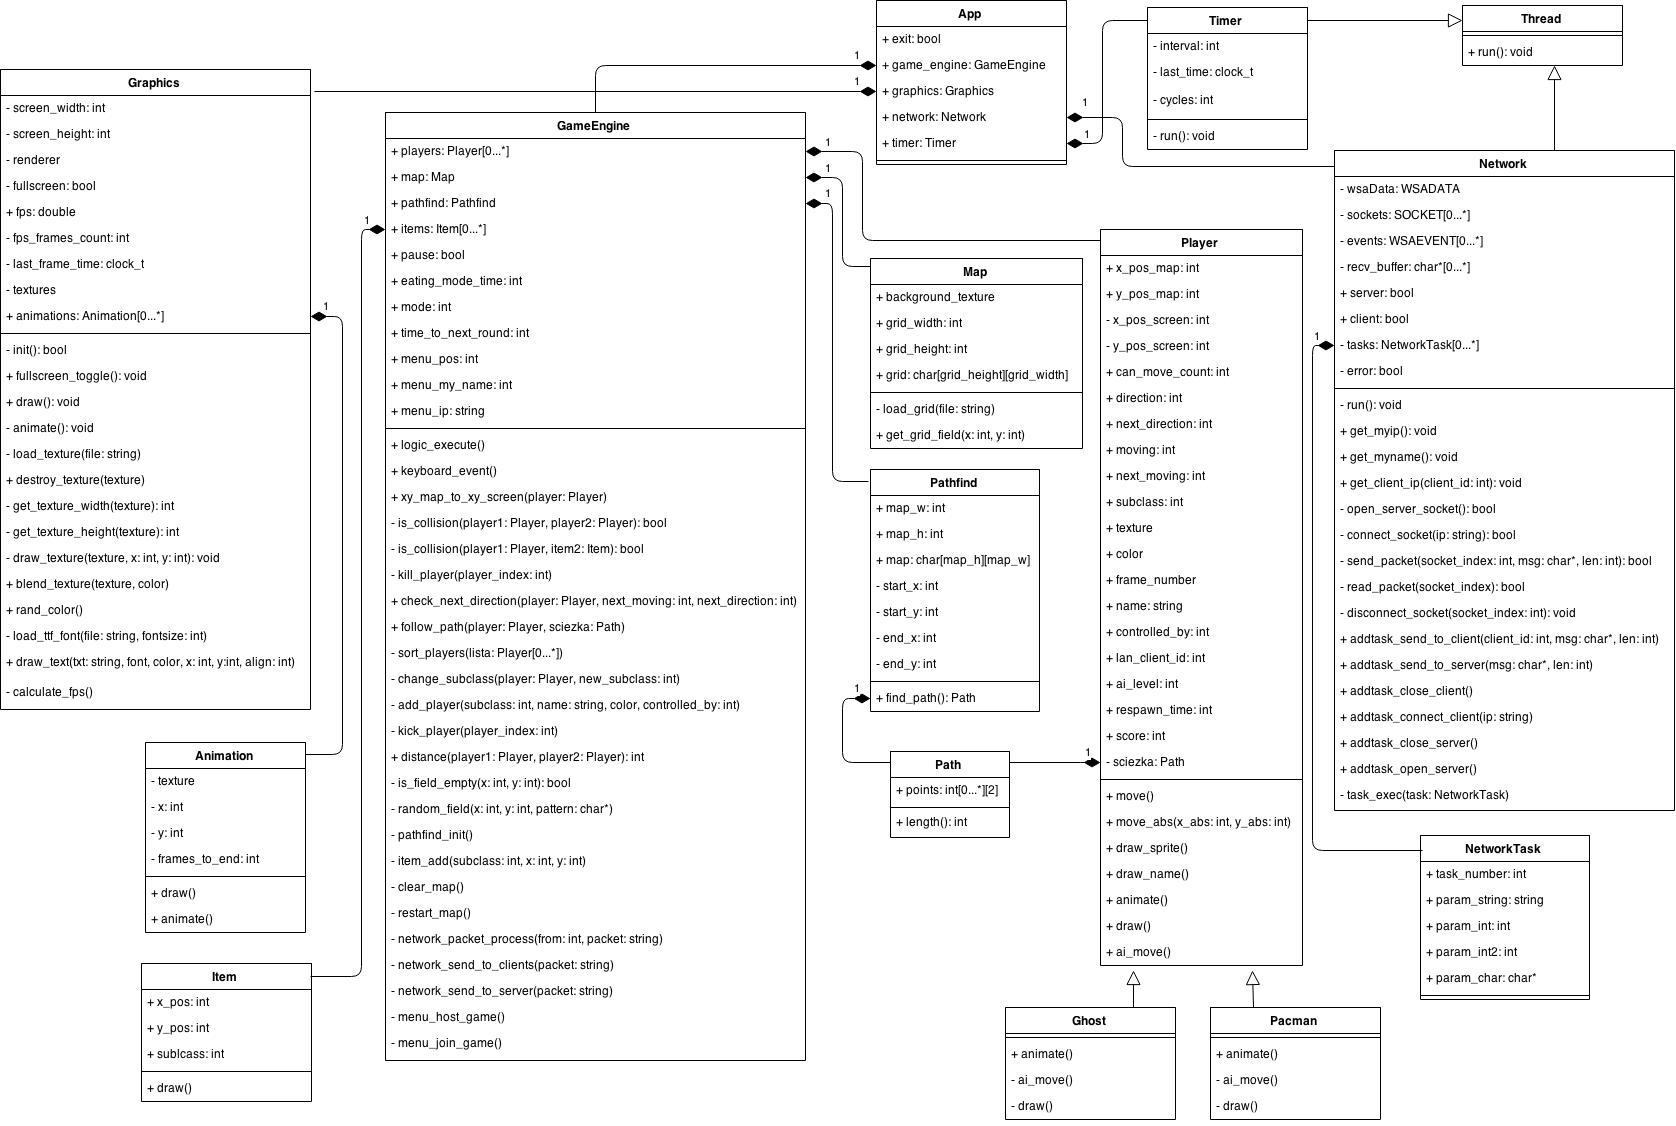 App
+ exit: bool
+ game_engine: GameEngine
+ graphics: Graphics
+ network: Network
+ timer: Timer
1
1
1
1
Timer
- interval: int
- last_time: clock_t
- cycles: int
- run(): void
Thread
+ run(): void
Graphics
- screen_width: int
- screen_height: int
- renderer
- fullscreen: bool
+ fps: double
- fps_frames_count: int
- last_frame_time: clock_t
- textures
+ animations: Animation[0...*]
1
- init(): bool
+ fullscreen_toggle(): void
+ draw(): void
- animate(): void
- load_texture(file: string)
+ destroy_texture(texture)
- get_texture_width(texture): int
- get_texture_height(texture): int
- draw_texture(texture, x: int, y: int): void
+ blend_texture(texture, color)
+ rand_color()
- load_ttf_font(file: string, fontsize: int)
+ draw_text(txt: string, font, color, x: int, y:int, align: int)
- calculate_fps()
GameEngine
+ players: Player[0...*]
+ map: Map
+ pathfind: Pathfind
+ items: Item[0...*]
+ pause: bool
+ eating_mode_time: int
+ mode: int
+ time_to_next_round: int
+ menu_pos: int
+ menu_my_name: int
+ menu_ip: string
1
1
1
1
+ logic_execute()
+ keyboard_event()
+ xy_map_to_xy_screen(player: Player)
- is_collision(player1: Player, player2: Player): bool
- is_collision(player1: Player, item2: Item): bool
- kill_player(player_index: int)
+ check_next_direction(player: Player, next_moving: int, next_direction: int)
+ follow_path(player: Player, sciezka: Path)
- sort_players(lista: Player[0...*])
- change_subclass(player: Player, new_subclass: int)
- add_player(subclass: int, name: string, color, controlled_by: int)
- kick_player(player_index: int)
+ distance(player1: Player, player2: Player): int
- is_field_empty(x: int, y: int): bool
- random_field(x: int, y: int, pattern: char*)
- pathfind_init()
- item_add(subclass: int, x: int, y: int)
- clear_map()
- restart_map()
- network_packet_process(from: int, packet: string)
- network_send_to_clients(packet: string)
- network_send_to_server(packet: string)
- menu_host_game()
- menu_join_game()
Network
- wsaData: WSADATA
- sockets: SOCKET[0...*]
- events: WSAEVENT[0...*]
- recv_buffer: char*[0...*]
+ server: bool
+ client: bool
- tasks: NetworkTask[0...*]
- error: bool
1
- run(): void
+ get_myip(): void
+ get_myname(): void
+ get_client_ip(client_id: int): void
- open_server_socket(): bool
- connect_socket(ip: string): bool
- send_packet(socket_index: int, msg: char*, len: int): bool
- read_packet(socket_index): bool
- disconnect_socket(socket_index: int): void
+ addtask_send_to_client(client_id: int, msg: char*, len: int)
+ addtask_send_to_server(msg: char*, len: int)
+ addtask_close_client()
+ addtask_connect_client(ip: string)
+ addtask_close_server()
+ addtask_open_server()
- task_exec(task: NetworkTask)
Player
+ x_pos_map: int
+ y_pos_map: int
- x_pos_screen: int
- y_pos_screen: int
+ can_move_count: int
+ direction: int
+ next_direction: int
+ moving: int
+ next_moving: int
+ subclass: int
+ texture
+ color
+ frame_number
+ name: string
+ controlled_by: int
+ lan_client_id: int
+ ai_level: int
+ respawn_time: int
+ score: int
- sciezka: Path
1
+ move()
+ move_abs(x_abs: int, y_abs: int)
+ draw_sprite()
+ draw_name()
+ animate()
+ draw()
+ ai_move()
Map
+ background_texture
+ grid_width: int
+ grid_height: int
+ grid: char[grid_height][grid_width]
- load_grid(file: string)
+ get_grid_field(x: int, y: int)
Pathfind
+ map_w: int
+ map_h: int
+ map: char[map_h][map_w]
- start_x: int
- start_y: int
- end_x: int
- end_y: int
1
+ find_path(): Path
Path
+ points: int[0...*][2]
+ length(): int
Animation
- texture
- x: int
- y: int
- frames_to_end: int
+ draw()
+ animate()
NetworkTask
+ task_number: int
+ param_string: string
+ param_int: int
+ param_int2: int
+ param_char: char*
Item
+ x_pos: int
+ y_pos: int
+ sublcass: int
+ draw()
Ghost
+ animate()
- ai_move()
- draw()
Pacman
+ animate()
- ai_move()
- draw()